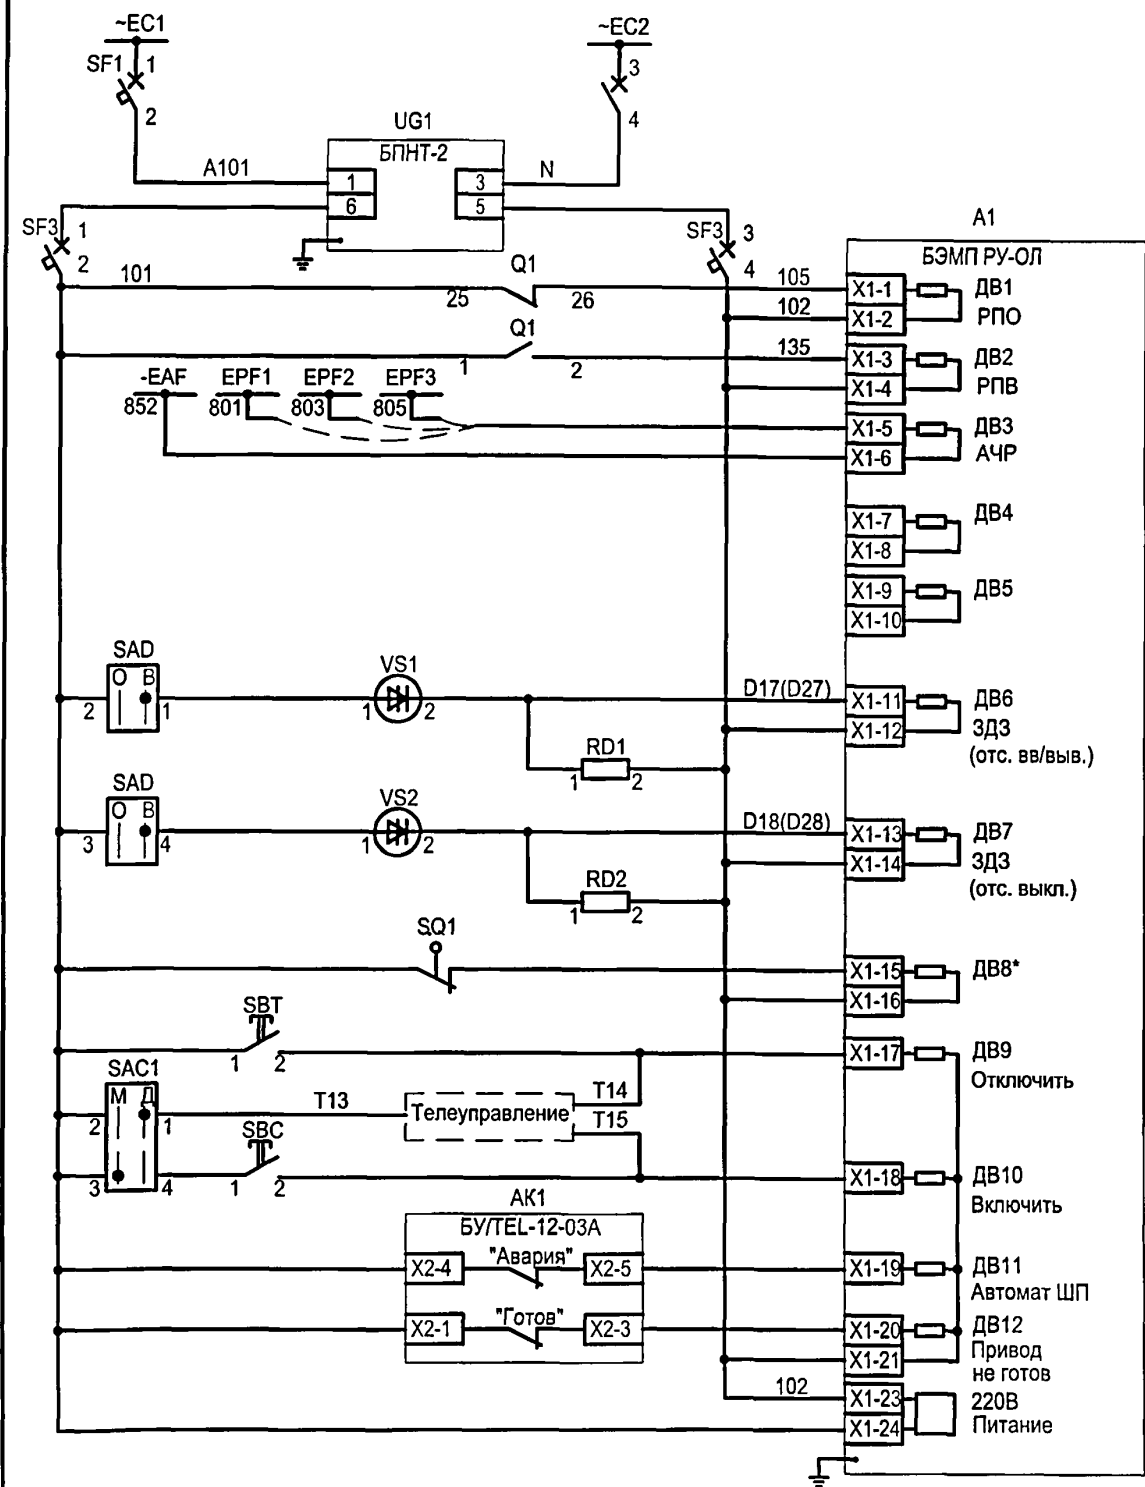 ~EC1
~EC2
SF1 1
2
3
4
UG1
БПНТ-2
A101
N
1 3
6 5
SF3 1
2
SF3 3
4
A1
БЭМП РУ-ОЛ
101
Q1
25 26
105
X1-1 ДВ1
102
X1-2 РПО
Q1
1 2
135
X1-3 ДВ2
X1-4 РПВ
-EAF EPF1 EPF2 EPF3
852 801 803 805
X1-5 ДВ3
X1-6 АЧР
X1-7 ДВ4
X1-8
X1-9 ДВ5
X1-10
SAD
О В
2 1
VS1
1 2
D17(D27)
X1-11 ДВ6
X1-12 ЗДЗ
(отс. вв/выв.)
RD1
1 2
SAD
О В
3 4
VS2
1 2
D18(D28)
X1-13 ДВ7
X1-14 ЗДЗ
(отс. выкл.)
RD2
1 2
SQ1
X1-15 ДВ8*
X1-16
SBT
1 2
X1-17 ДВ9
Отключить
SAC1
М Д
2 1
T13
Телеуправление
T14
T15
SBC
3 4 1 2
X1-18 ДВ10
Включить
АК1
БУ/TEL-12-03А
X2-4 "Авария" X2-5
X1-19 ДВ11
Автомат ШП
X2-1 "Готов" X2-3
X1-20 ДВ12
X1-21 Привод
не готов
102
X1-23 220В
X1-24 Питание